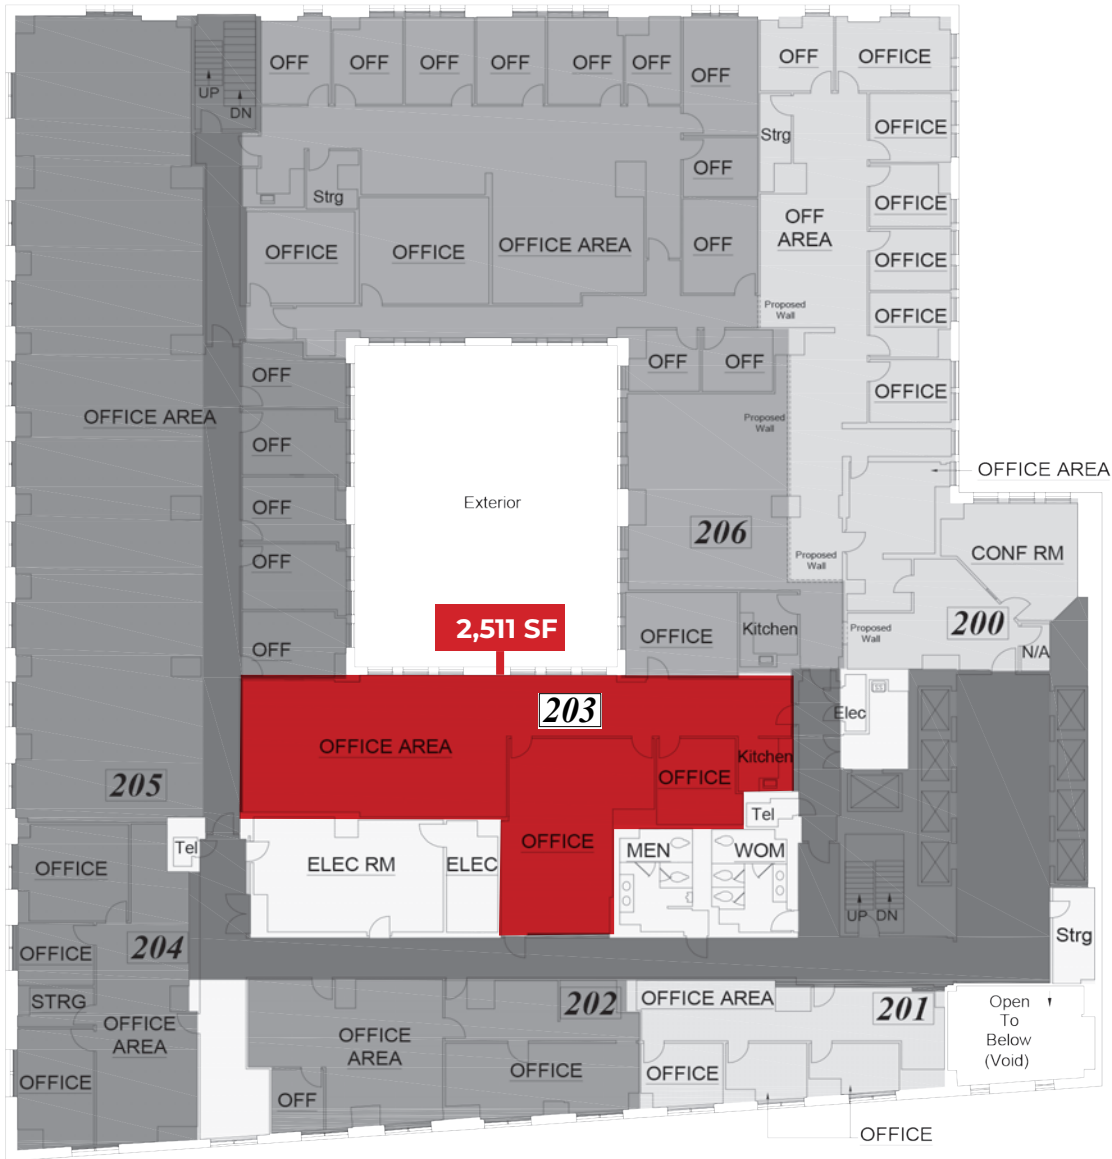 OFF
OFF
OFF
OFF
OFF
OFF
OFF
OFF
OFFICE
UP
DN
Strg
OFFICE
OFF
Strg
OFFICE
OFF
AREA
OFFICE
OFFICE
OFFICE AREA
OFF
OFFICE
Proposed
Wall
OFFICE
OFF
OFF
OFF
OFFICE
OFFICE AREA
Proposed
Wall
OFF
OFFICE AREA
Exterior
OFF
206
CONF RM
Proposed
Wall
OFF
2,511 SF
OFFICE
Kitchen
Proposed
Wall
200
OFF
N/A
203
Elec
OFFICE AREA
Kitchen
OFFICE
205
Tel
OFFICE
Tel
ELEC RM
ELEC
MEN
WOM
OFFICE
UP
DN
Strg
204
OFFICE
STRG
OFFICE
AREA
202
OFFICE AREA
201
Open
To
Below
(Void)
OFFICE
AREA
OFFICE
OFFICE
OFFICE
OFF
OFFICE